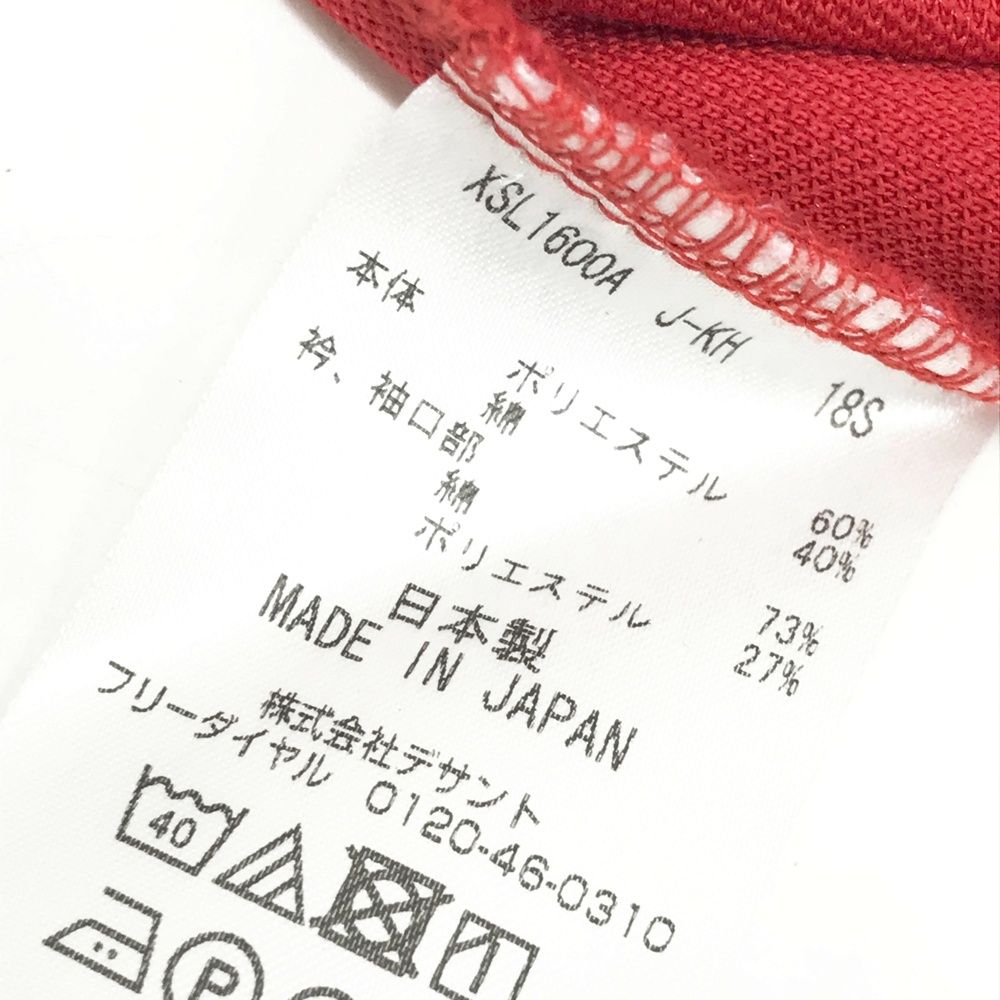 XSL1600A J-KH 18S
本体
ポリエステル 60%
綿 40%
衿、袖口部
綿 73%
ポリエステル 27%
日本製
MADE IN JAPAN
株式会社デサント
フリーダイヤル 0120-46-0310
40
P